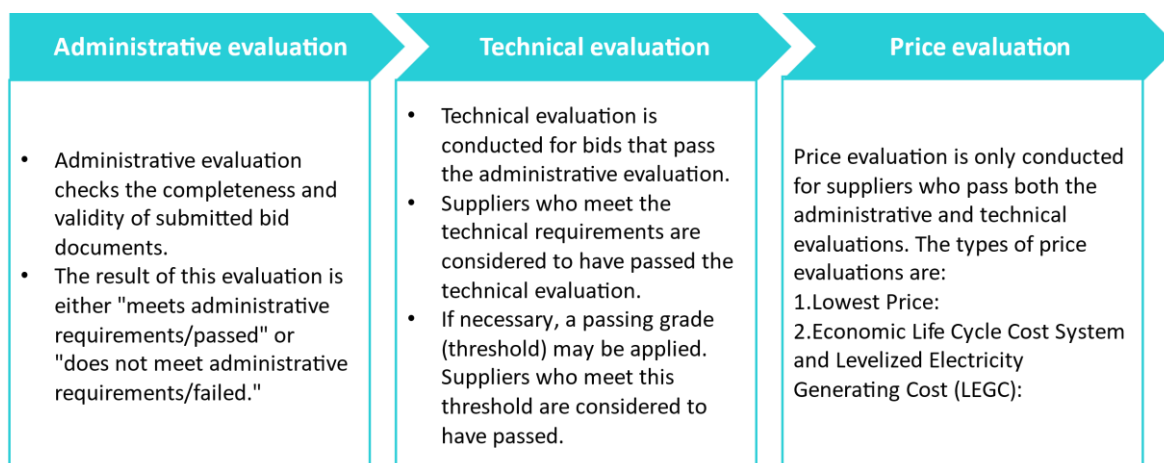 Administrative evaluation
• Administrative evaluation
checks the completeness and
validity of submitted bid
documents.
• The result of this evaluation is
either "meets administrative
requirements/passed" or
"does not meet administrative
requirements/failed."
Technical evaluation
• Technical evaluation is
conducted for bids that pass
the administrative evaluation.
• Suppliers who meet the
technical requirements are
considered to have passed the
technical evaluation.
• If necessary, a passing grade
(threshold) may be applied.
Suppliers who meet this
threshold are considered to
have passed.
Price evaluation
Price evaluation is only conducted
for suppliers who pass both the
administrative and technical
evaluations. The types of price
evaluations are:
1.Lowest Price:
2.Economic Life Cycle Cost System
and Levelized Electricity
Generating Cost (LEGC):